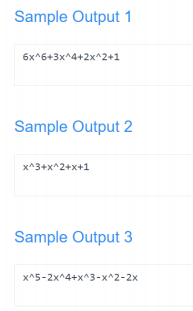 Sample Output 1
6x^6+3x^4+2x^2+1
Sample Output 2
x^3+x^2+x+1
Sample Output 3
x^5-2x^4+x^3-x^2-2x